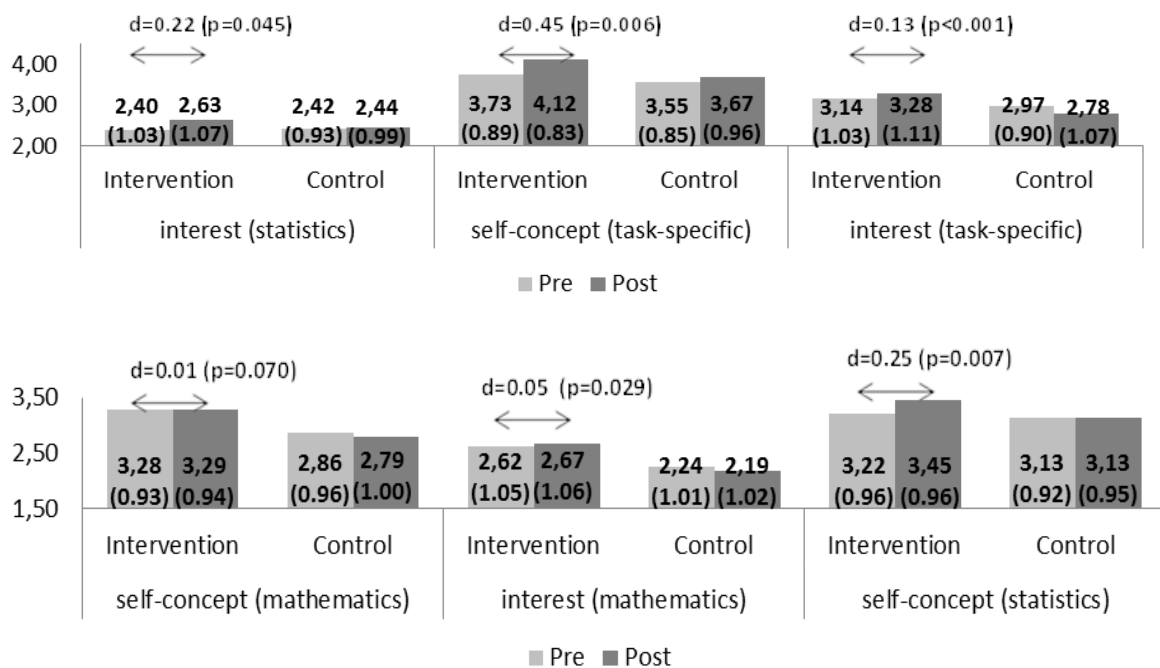 d=0.22 (p=0.045) d=0.45 (p=0.006) d=0.13 (p<0.001)
4,00
3,00
2,00
2,40 2,63 2,42 2,44 3,73 4,12 3,55 3,67 3,14 3,28 2,97 2,78
(1.03) (1.07) (0.93) (0.99) (0.89) (0.83) (0.85) (0.96) (1.03) (1.11) (0.90) (1.07)
Intervention Control Intervention Control Intervention Control
interest (statistics) self-concept (task-specific) interest (task-specific)
Pre Post
d=0.01 (p=0.070) d=0.05 (p=0.029) d=0.25 (p=0.007)
3,50
2,50
1,50
3,28 3,29 2,86 2,79 2,62 2,67 2,24 2,19 3,22 3,45 3,13 3,13
(0.93) (0.94) (0.96) (1.00) (1.05) (1.06) (1.01) (1.02) (0.96) (0.96) (0.92) (0.95)
Intervention Control Intervention Control Intervention Control
self-concept (mathematics) interest (mathematics) self-concept (statistics)
Pre Post